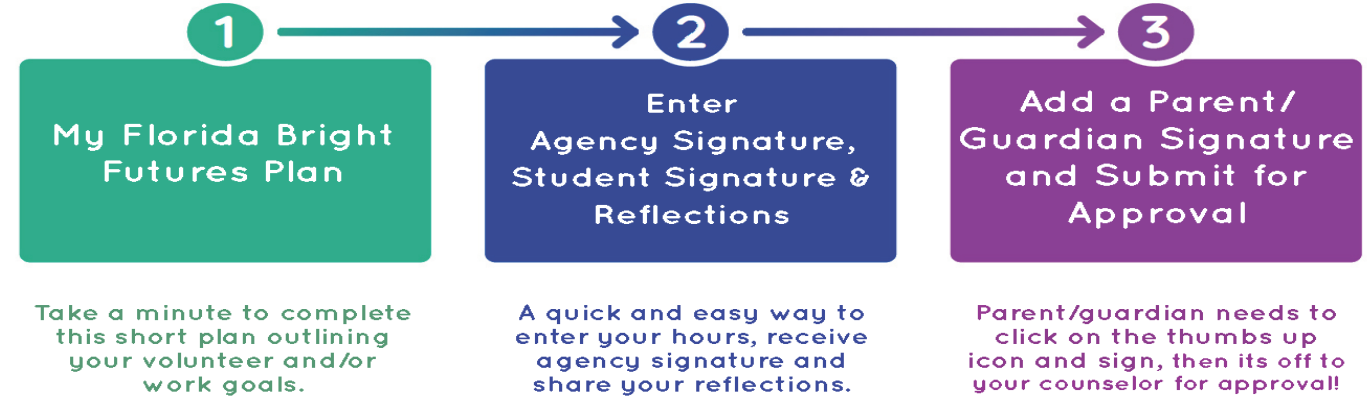 1
My Florida Bright
Futures Plan
Take a minute to complete
this short plan outlining
your volunteer and/or
work goals.
2
Enter
Agency Signature,
Student Signature &
Reflections
A quick and easy way to
enter your hours, receive
agency signature and
share your reflections.
3
Add a Parent/
Guardian Signature
and Submit for
Approval
Parent/guardian needs to
click on the thumbs up
icon and sign, then its off to
your counselor for approval!